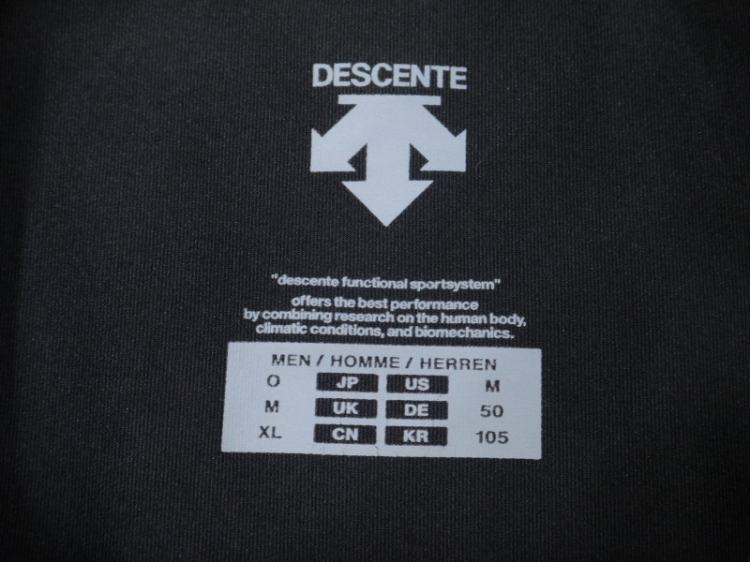 DESCENTE
"descente functional sportsystem"
offers the best performance
by combining research on the human body,
climatic conditions, and biomechanics.
MEN / HOMME / HERREN
O JP US M
M UK DE 50
XL CN KR 105